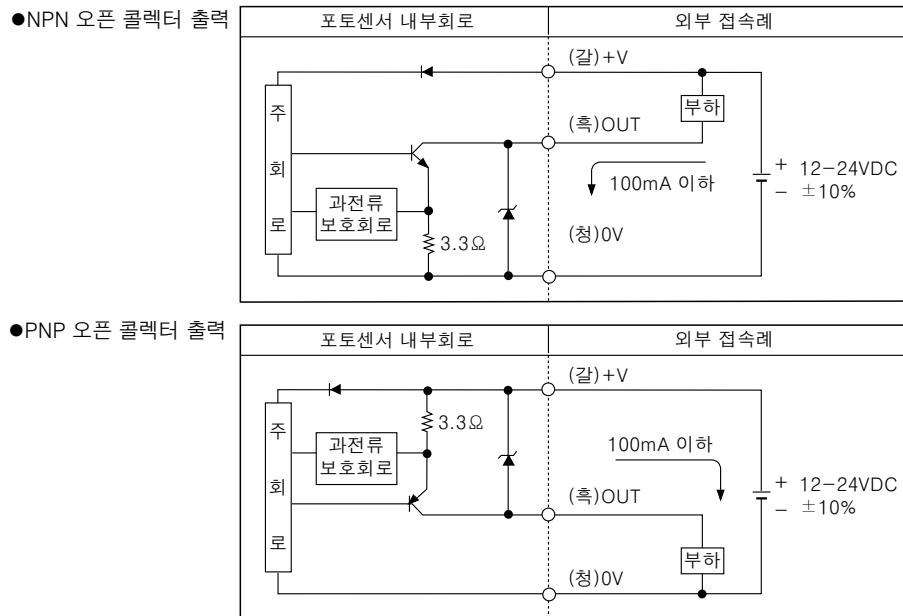 ●NPN 오픈 콜렉터 출력
포토센서 내부회로
외부 접속례
(갈)+V
주
회
로
부하
(흑)OUT
100mA 이하
+ 12-24VDC
- ±10%
과전류
보호회로
3.3Ω
(청)0V
●PNP 오픈 콜렉터 출력
포토센서 내부회로
외부 접속례
(갈)+V
주
회
로
3.3Ω
과전류
보호회로
100mA 이하
(흑)OUT
+ 12-24VDC
- ±10%
부하
(청)0V